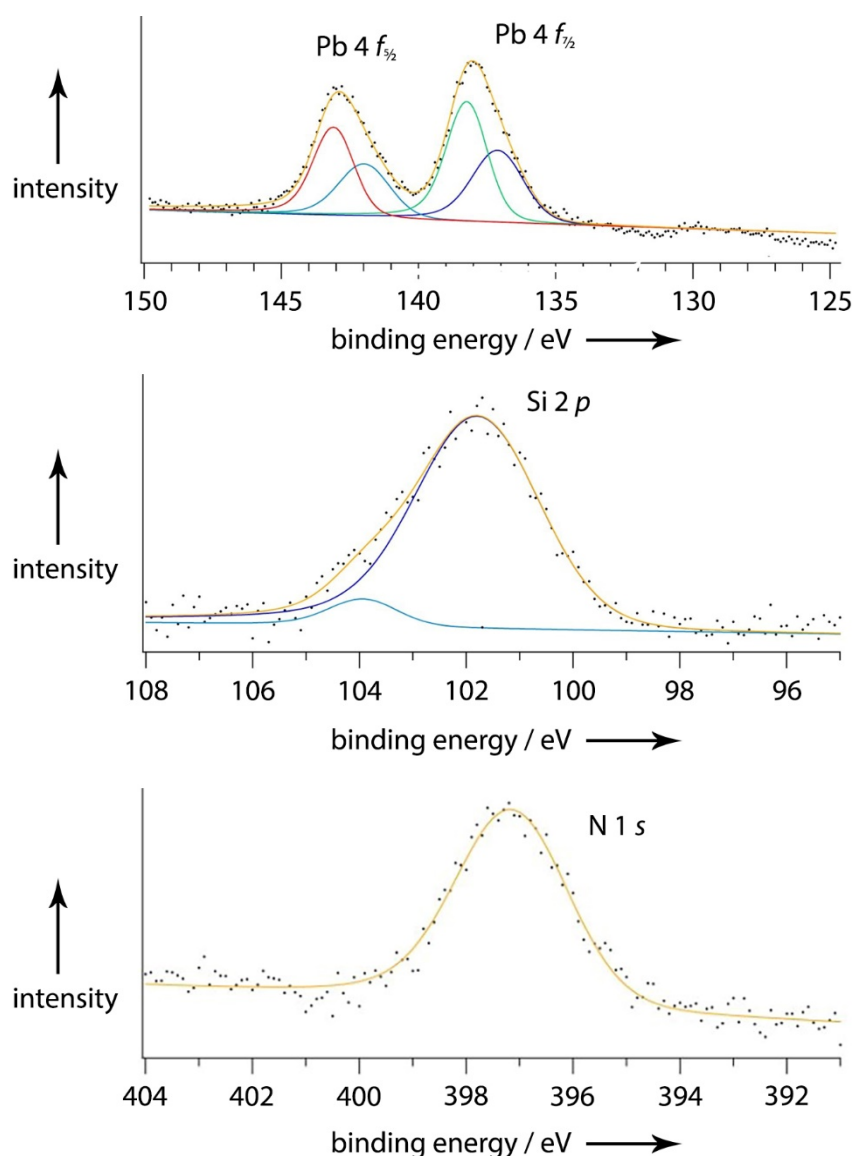 Pb 4 f₅/₂ Pb 4 f₇/₂
intensity
150 145 140 135 130 125
binding energy / eV
Si 2 p
intensity
108 106 104 102 100 98 96
binding energy / eV
N 1 s
intensity
404 402 400 398 396 394 392
binding energy / eV